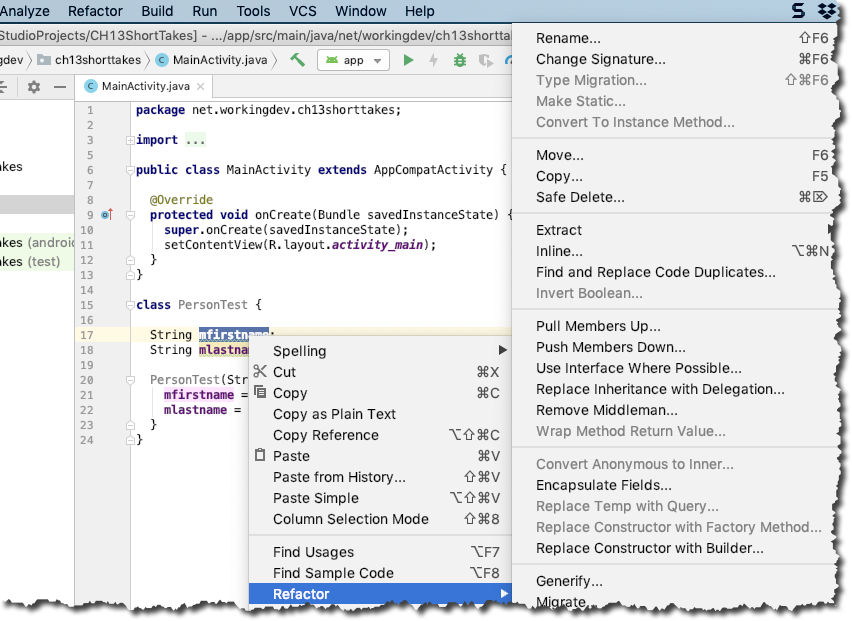 Analyze Refactor Build Run Tools VCS Window Help
StudioProjects/CH13ShortTakes] - .../app/src/main/java/net/workingdev/ch13shorttal
gdev ch13shorttakes MainActivity.java app
MainActivity.java
akes
akes (android
akes (test)
1 package net.workingdev.ch13shorttakes;
2
3 import ...
5
6 public class MainActivity extends AppCompatActivity {
7
8 @Override
9 protected void onCreate(Bundle savedInstanceState) {
10 super.onCreate(savedInstanceState);
11 setContentView(R.layout.activity_main);
12 }
13 }
14
15 class PersonTest {
16
17 String mfirstname;
18 String mlastnam
19
20 PersonTest(Str
21 mfirstname =
22 mlastname =
23 }
24 }
Spelling
Cut ⌘X
Copy ⌘C
Copy as Plain Text
Copy Reference ⌥⇧⌘C
Paste ⌘V
Paste from History... ⇧⌘V
Paste Simple ⌥⇧⌘V
Column Selection Mode ⇧⌘8
Find Usages ⌥F7
Find Sample Code ⌥F8
Refactor
Rename... ⇧F6
Change Signature... ⌘F6
Type Migration... ⇧⌘F6
Make Static...
Convert To Instance Method...
Move... F6
Copy... F5
Safe Delete... ⌘⌦
Extract
Inline... ⌥⌘N
Find and Replace Code Duplicates...
Invert Boolean...
Pull Members Up...
Push Members Down...
Use Interface Where Possible...
Replace Inheritance with Delegation...
Remove Middleman...
Wrap Method Return Value...
Convert Anonymous to Inner...
Encapsulate Fields...
Replace Temp with Query...
Replace Constructor with Factory Method...
Replace Constructor with Builder...
Generify...
Migrate...